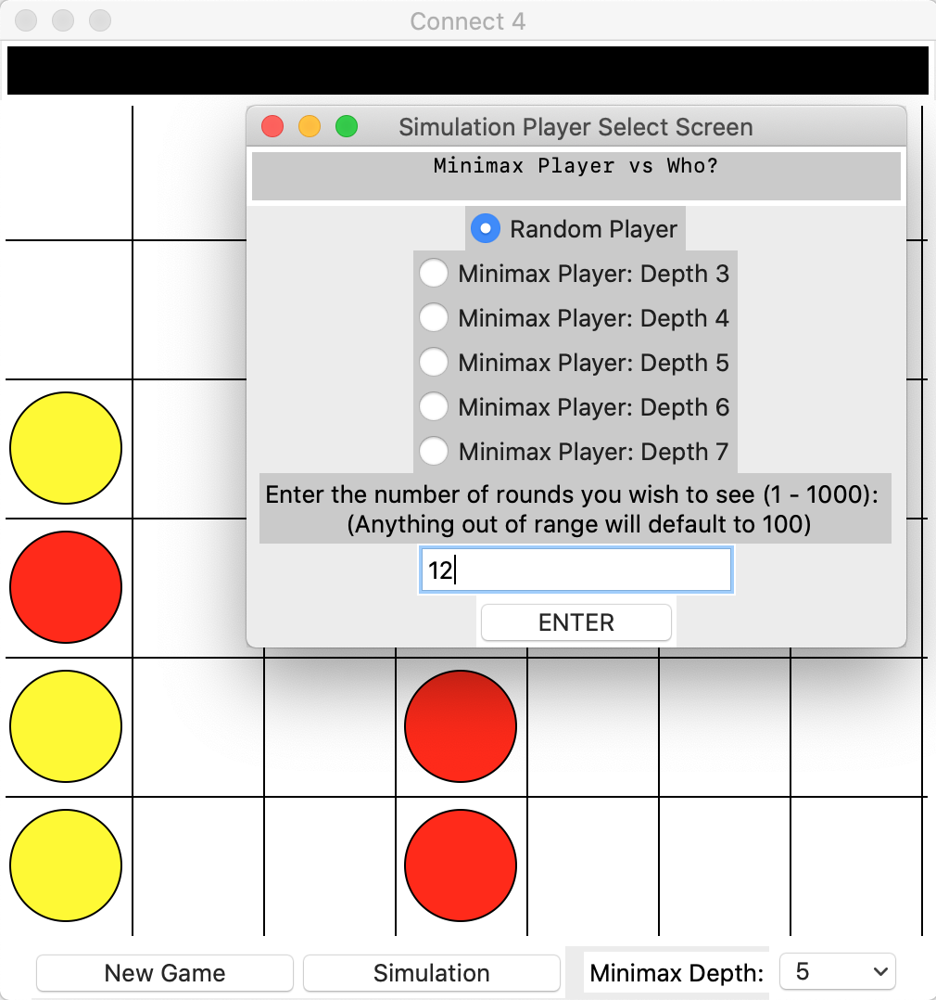 Connect 4
Simulation Player Select Screen
Minimax Player vs Who?
Random Player
Minimax Player: Depth 3
Minimax Player: Depth 4
Minimax Player: Depth 5
Minimax Player: Depth 6
Minimax Player: Depth 7
Enter the number of rounds you wish to see (1 - 1000):
(Anything out of range will default to 100)
12
ENTER
New Game
Simulation
Minimax Depth:
5